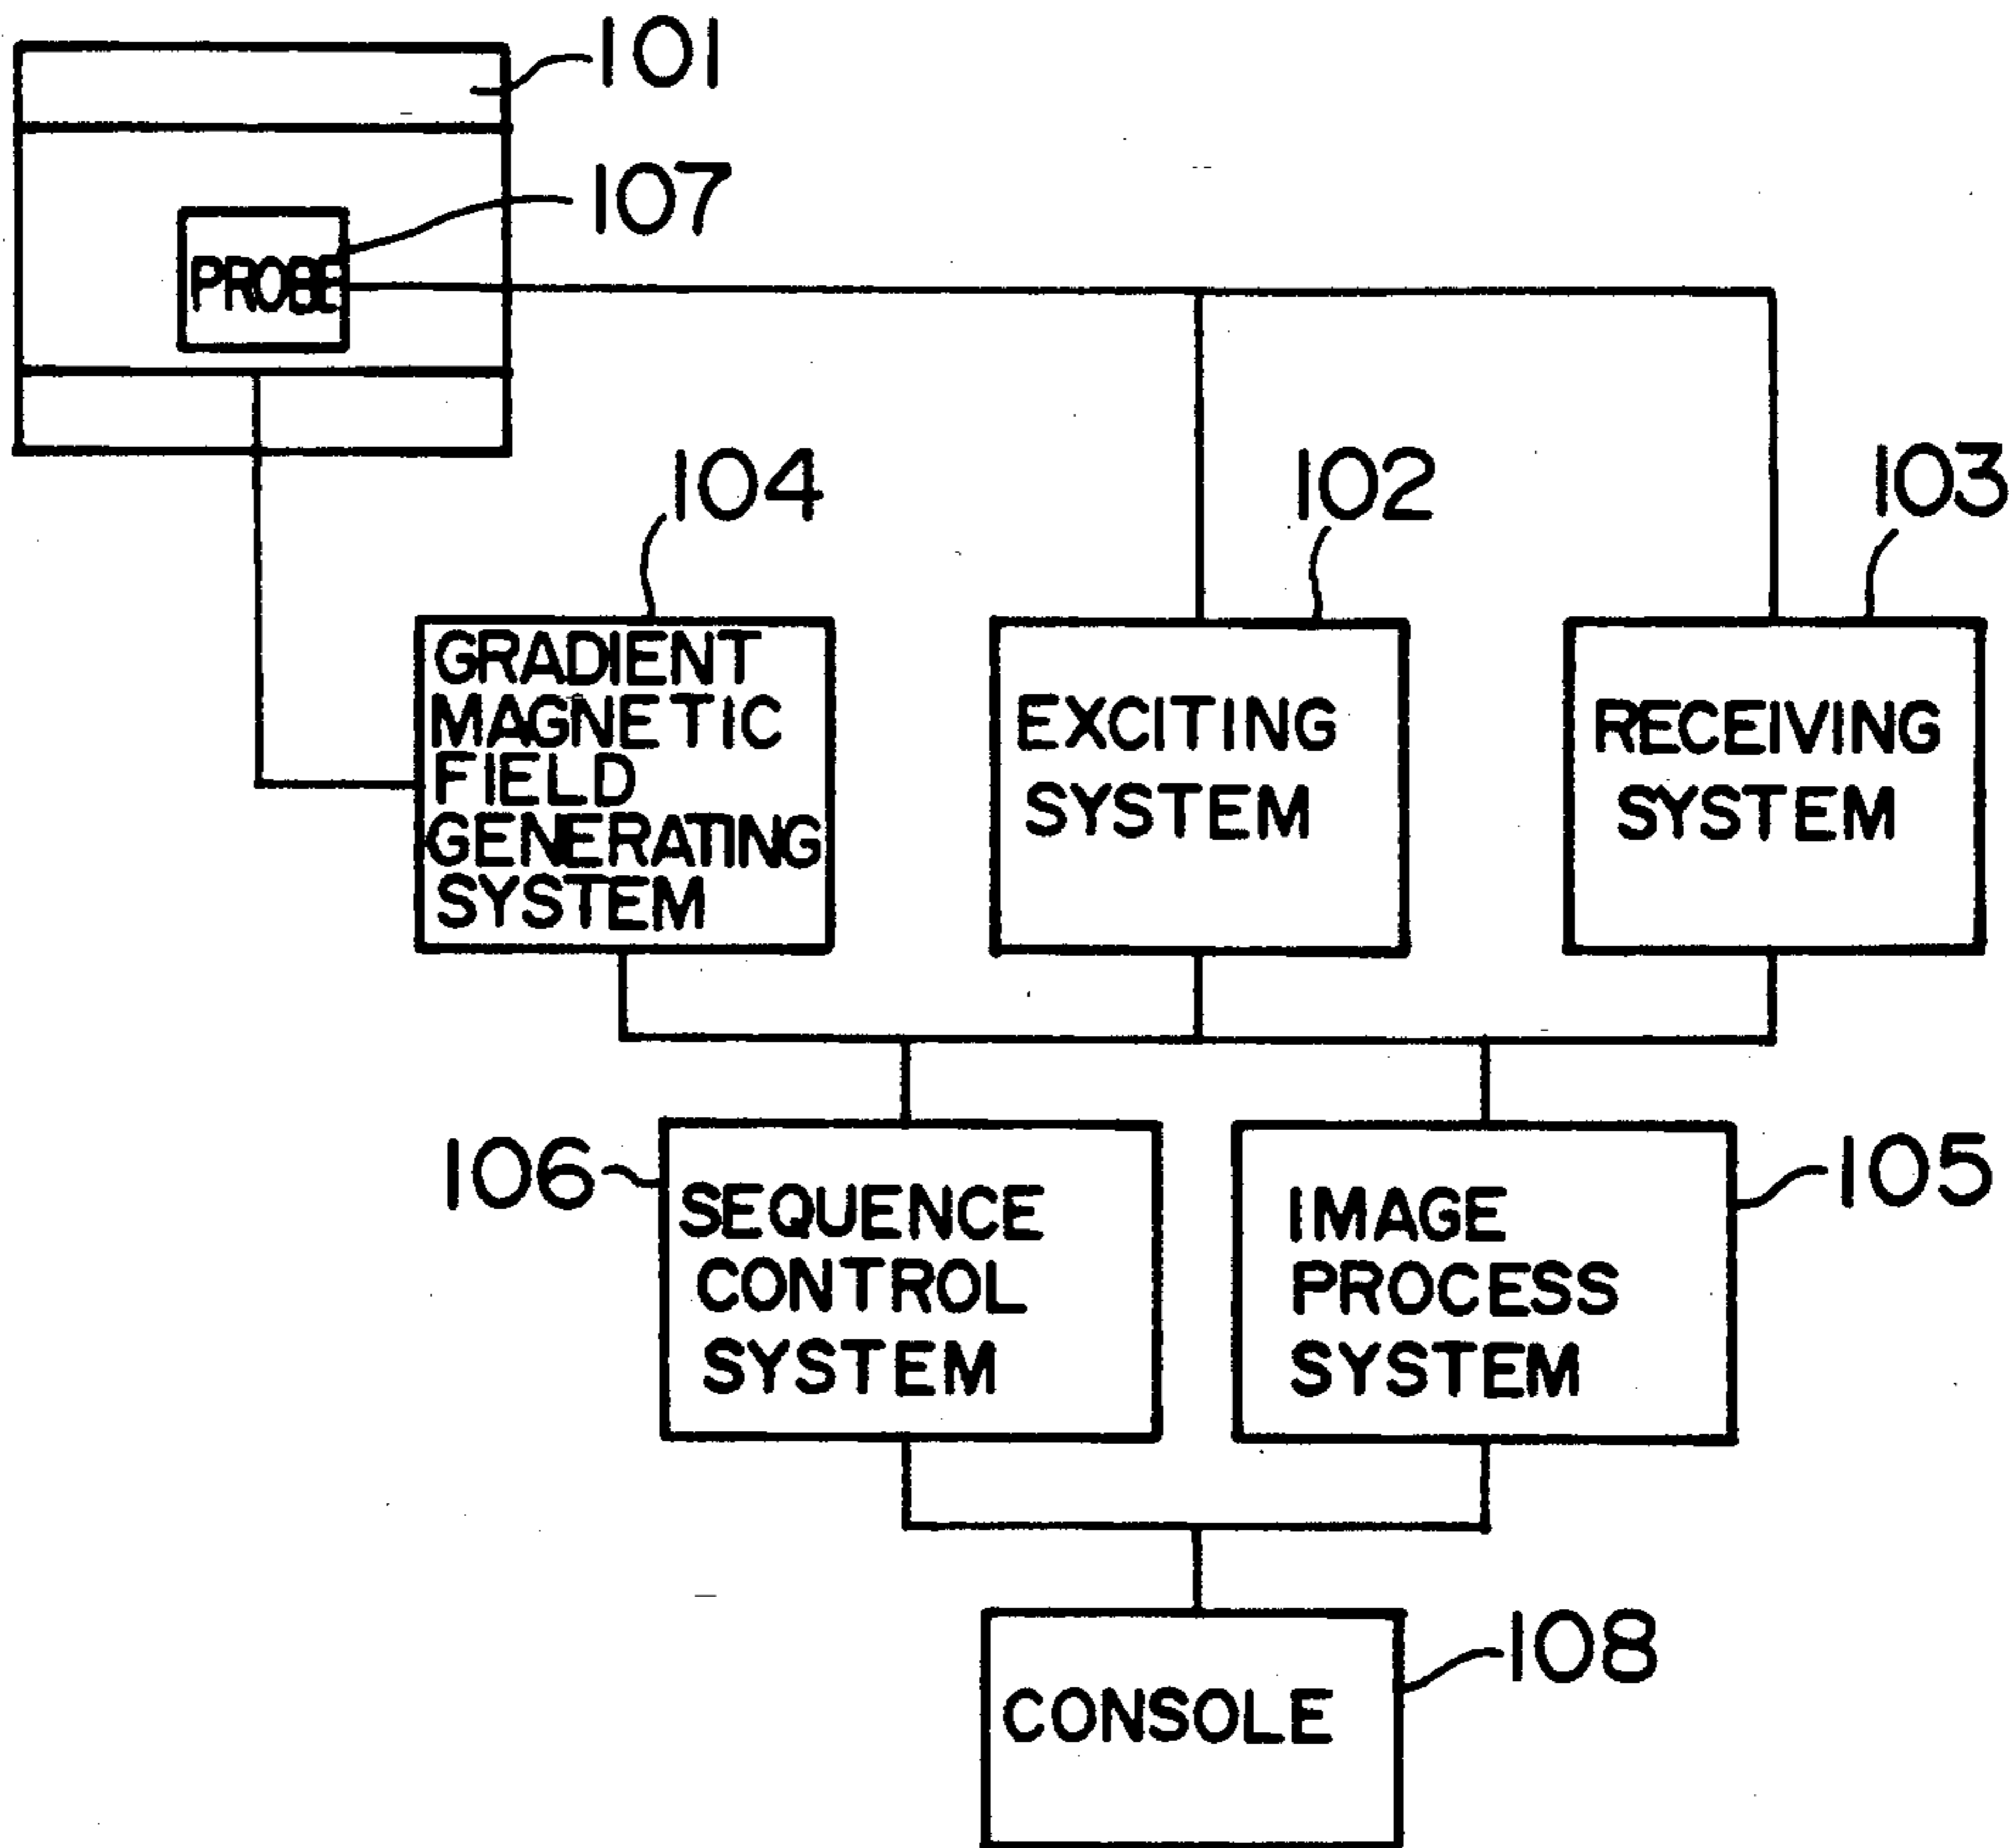 101
107
PROBE
104
102
103
GRADIENT
MAGNETIC
FIELD
GENERATING
SYSTEM
EXCITING
SYSTEM
RECEIVING
SYSTEM
106
SEQUENCE
CONTROL
SYSTEM
IMAGE
PROCESS
SYSTEM
105
108
CONSOLE